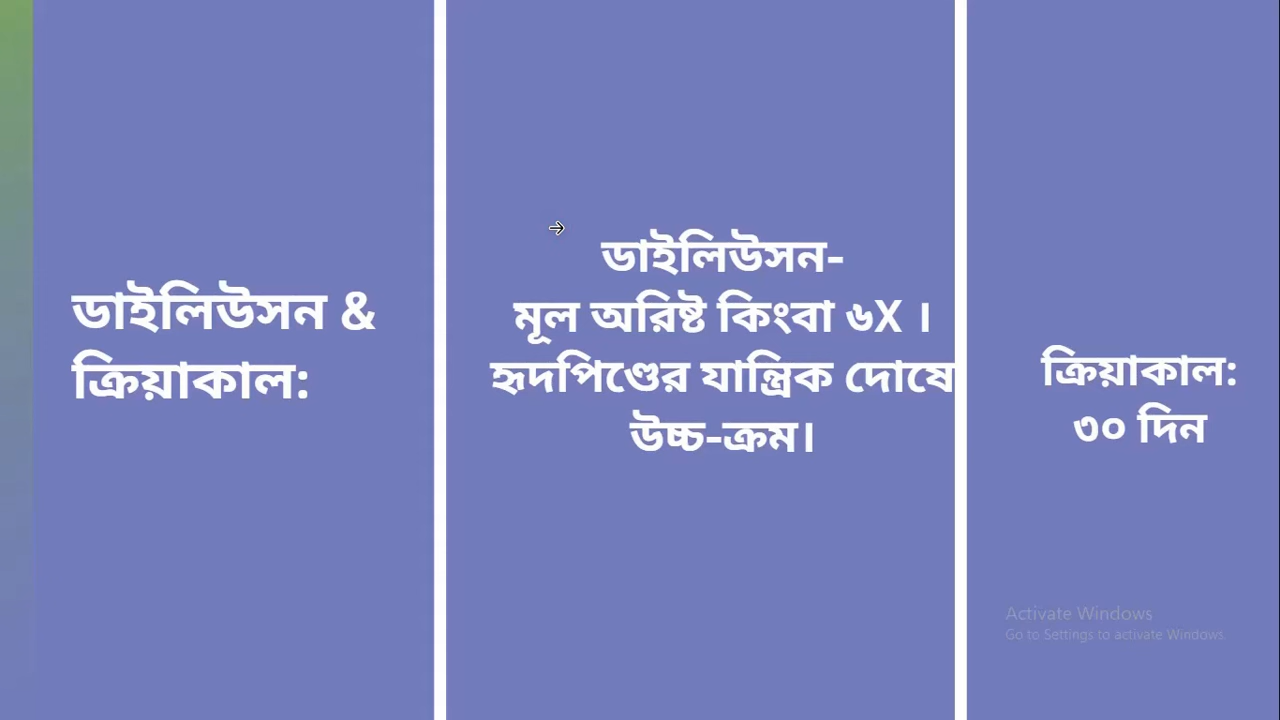 ডাইলিউসন &
ক্রিয়াকাল:
ডাইলিউসন-
মূল অরিষ্ট কিংবা ৬X ।
হৃদপিণ্ডের যান্ত্রিক দোষে
উচ্চ-ক্রম।
ক্রিয়াকাল:
৩০ দিন
Activate Windows
Go to Settings to activate Windows.